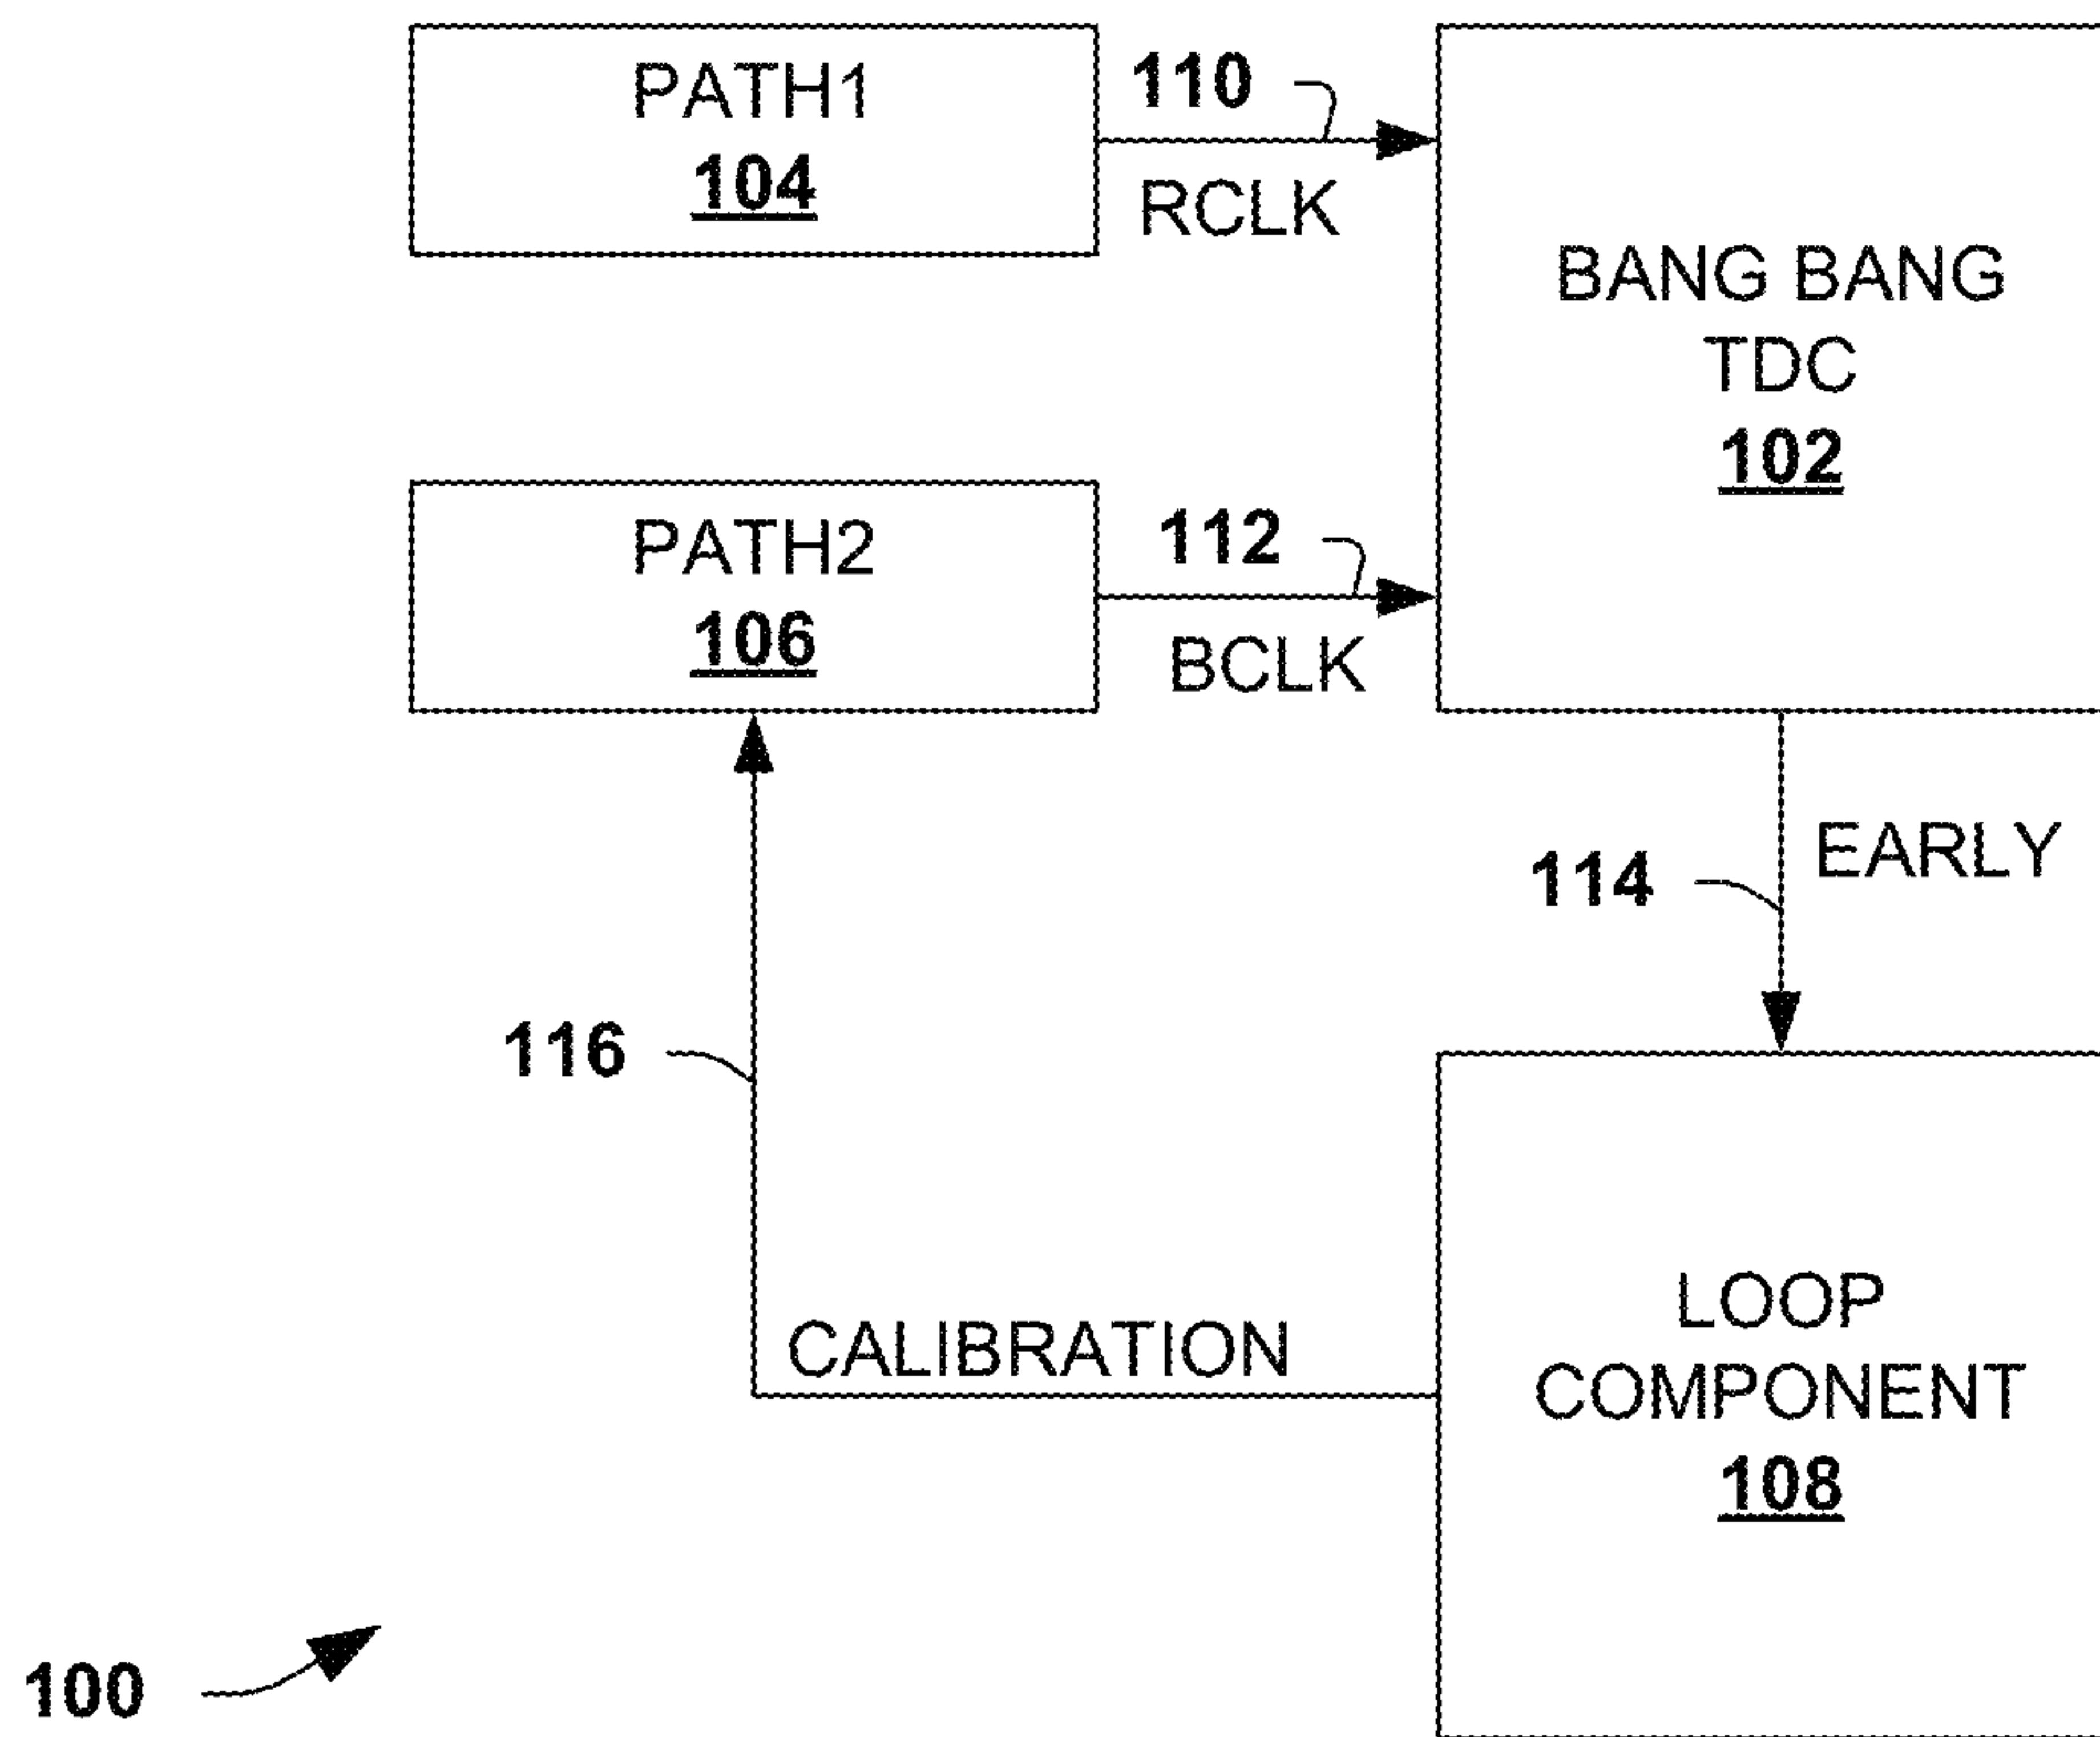 PATH1
104
110
RCLK
BANG BANG
TDC
102
PATH2
106
112
BCLK
114
EARLY
116
CALIBRATION
LOOP
COMPONENT
108
100